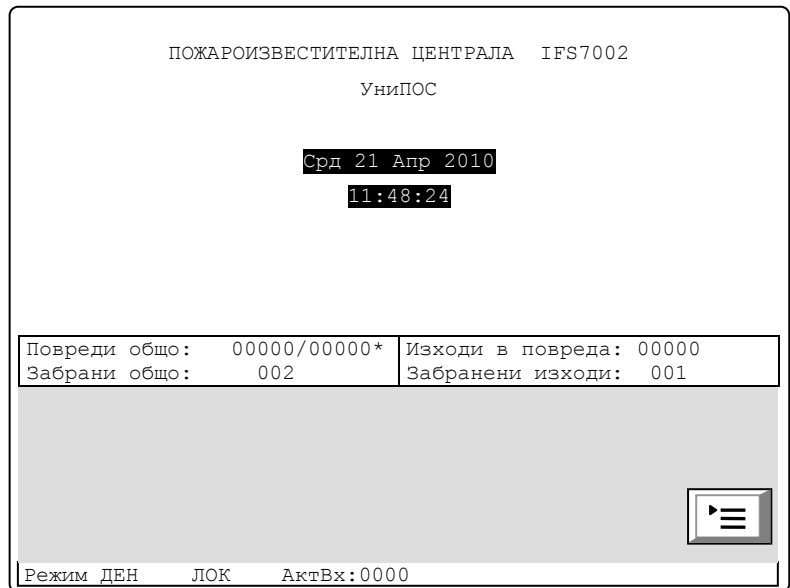 ПОЖАРОИЗВЕСТИТЕЛНА ЦЕНТРАЛА IFS7002
УниПОС
Срд 21 Апр 2010
11:48:24
Повреди общо: 00000/00000* Изходи в повреда: 00000
Забрани общо: 002 Забранени изходи: 001
Режим ДЕН ЛОК АктВх:0000